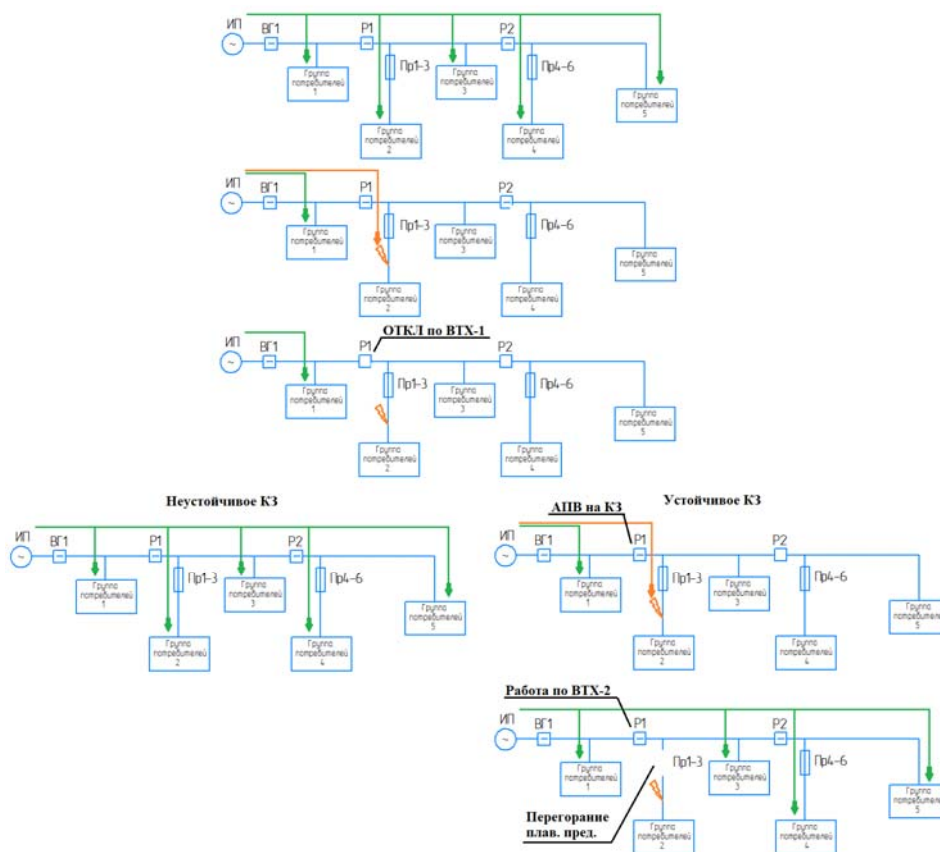 ИП
ВГ1
Р1
Р2
Пр1-3
Пр4-6
Группа
потребителей
1
Группа
потребителей
2
Группа
потребителей
3
Группа
потребителей
4
Группа
потребителей
5
ИП
ВГ1
Р1
Р2
Пр1-3
Пр4-6
Группа
потребителей
1
Группа
потребителей
2
Группа
потребителей
3
Группа
потребителей
4
Группа
потребителей
5
ОТКЛ по ВТХ-1
ИП
ВГ1
Р1
Р2
Пр1-3
Пр4-6
Группа
потребителей
1
Группа
потребителей
2
Группа
потребителей
3
Группа
потребителей
4
Группа
потребителей
5
Неустойчивое КЗ
ИП
ВГ1
Р1
Р2
Пр1-3
Пр4-6
Группа
потребителей
1
Группа
потребителей
2
Группа
потребителей
3
Группа
потребителей
4
Группа
потребителей
5
Устойчивое КЗ
АПВ на КЗ
ИП
ВГ1
Р1
Р2
Пр1-3
Пр4-6
Группа
потребителей
1
Группа
потребителей
2
Группа
потребителей
3
Группа
потребителей
4
Группа
потребителей
5
Работа по ВТХ-2
ИП
ВГ1
Р1
Р2
Пр1-3
Пр4-6
Группа
потребителей
1
Группа
потребителей
2
Группа
потребителей
3
Группа
потребителей
4
Группа
потребителей
5
Перегорание
плав. пред.